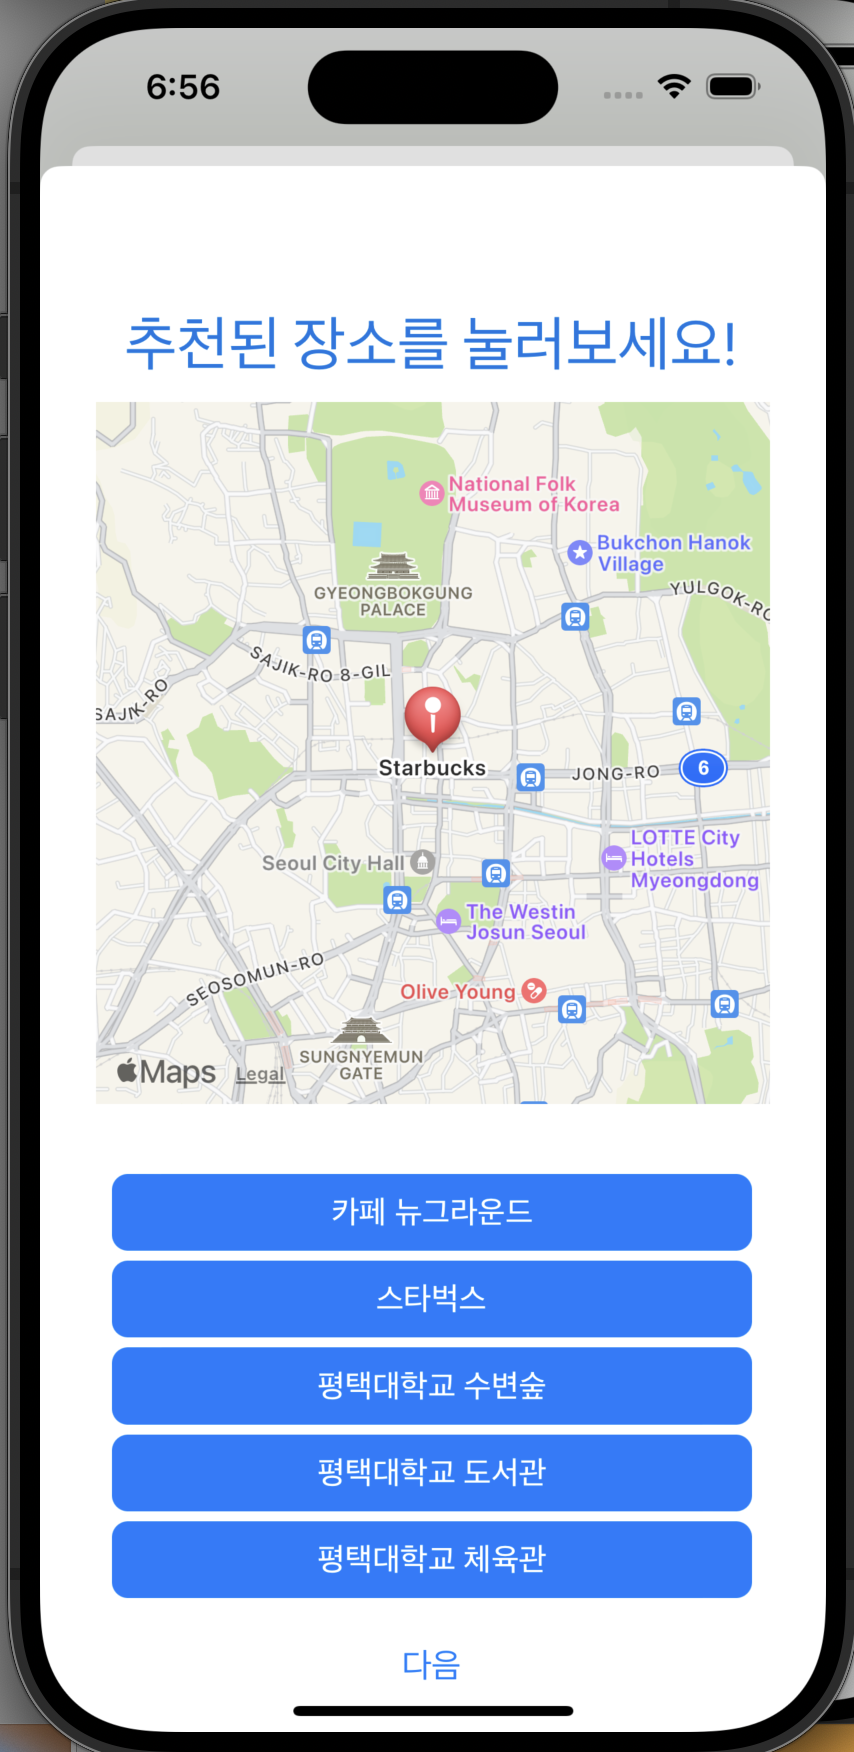 6:56
추천된 장소를 눌러보세요!
National Folk
Museum of Korea
Bukchon Hanok
Village
YULGOK-RO
GYEONGBOKGUNG
PALACE
SAJIK-RO 8-GIL
SAJIK-RO
Starbucks
JONG-RO
6
LOTTE City
Hotels
Myeongdong
Seoul City Hall
The Westin
Josun Seoul
SEOSOMUN-RO
Olive Young
SUNGNYEMUN
GATE
Maps
Legal
카페 뉴그라운드
스타벅스
평택대학교 수변숲
평택대학교 도서관
평택대학교 체육관
다음